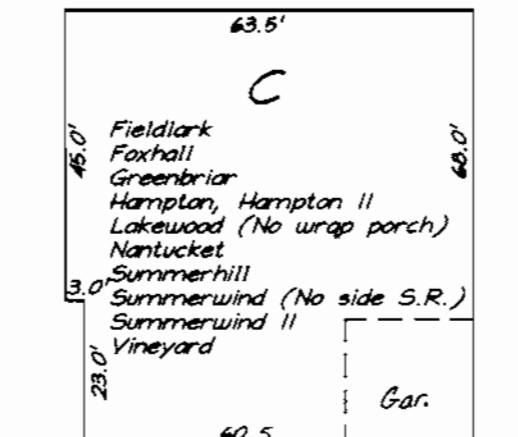 63.5'
C
45.0'
68.0'
Fieldlark
Foxhall
Greenbriar
Hampton, Hampton II
Lakewood (No wrap porch)
Nantucket
Summerhill
3.0'
Summerwind (No side S.R.)
Summerwind II
Vineyard
23.0'
Gar.
60.5